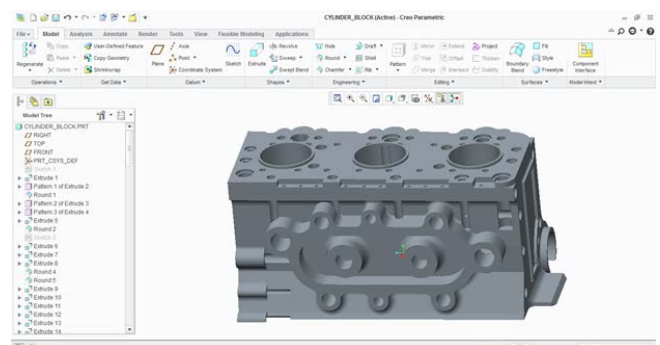 CYLINDER_BLOCK (Active) - Creo Parametric
File Model Analysis Annotate Render Tools View Flexible Modeling Applications
Copy User-Defined Feature Axis Revolve Hole Draft Mirror Extend Project Fill
Regenerate Paste Copy Geometry Plane Point Sketch Extrude Sweep Round Shell Pattern Trim Offset Thicken Boundary Blend Style Component Interface
Delete Shrinkwrap Coordinate System Swept Blend Chamfer Rib Merge Intersect Solidify Freestyle
Operations Get Data Datum Shapes Engineering Editing Surfaces Model Intent
Model Tree
CYLINDER_BLOCK.PRT
RIGHT
TOP
FRONT
PRT_CSYS_DEF
Sketch 1
Extrude 1
Pattern 1 of Extrude 2
Round 1
Pattern 2 of Extrude 3
Pattern 3 of Extrude 4
Extrude 5
Round 2
Extrude 6
Extrude 7
Extrude 8
Round 4
Round 5
Extrude 9
Extrude 10
Extrude 11
Extrude 12
Extrude 13
Extrude 14